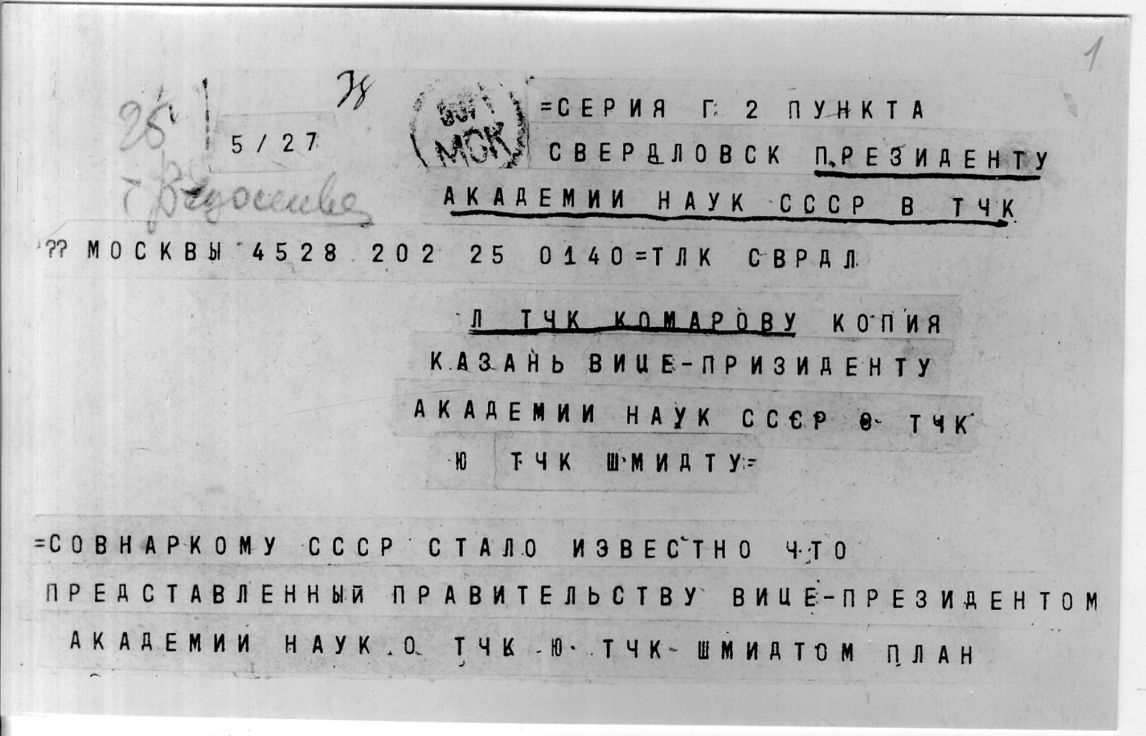 1
25
5/27
МСК
=СЕРИЯ Г. 2 ПУНКТА
СВЕРДЛОВСК ПРЕЗИДЕНТУ
АКАДЕМИИ НАУК СССР В ТЧК
?? МОСКВЫ 4528 202 25 0140=ТЛК СВРДЛ
Л ТЧК КОМАРОВУ КОПИЯ
КАЗАНЬ ВИЦЕ-ПРИЗИДЕНТУ
АКАДЕМИИ НАУК СССР О ТЧК
Ю ТЧК ШМИДТУ=
=СОВНАРКОМУ СССР СТАЛО ИЗВЕСТНО ЧТО
ПРЕДСТАВЛЕННЫЙ ПРАВИТЕЛЬСТВУ ВИЦЕ-ПРЕЗИДЕНТОМ
АКАДЕМИИ НАУК О ТЧК Ю ТЧК ШМИДТОМ ПЛАН